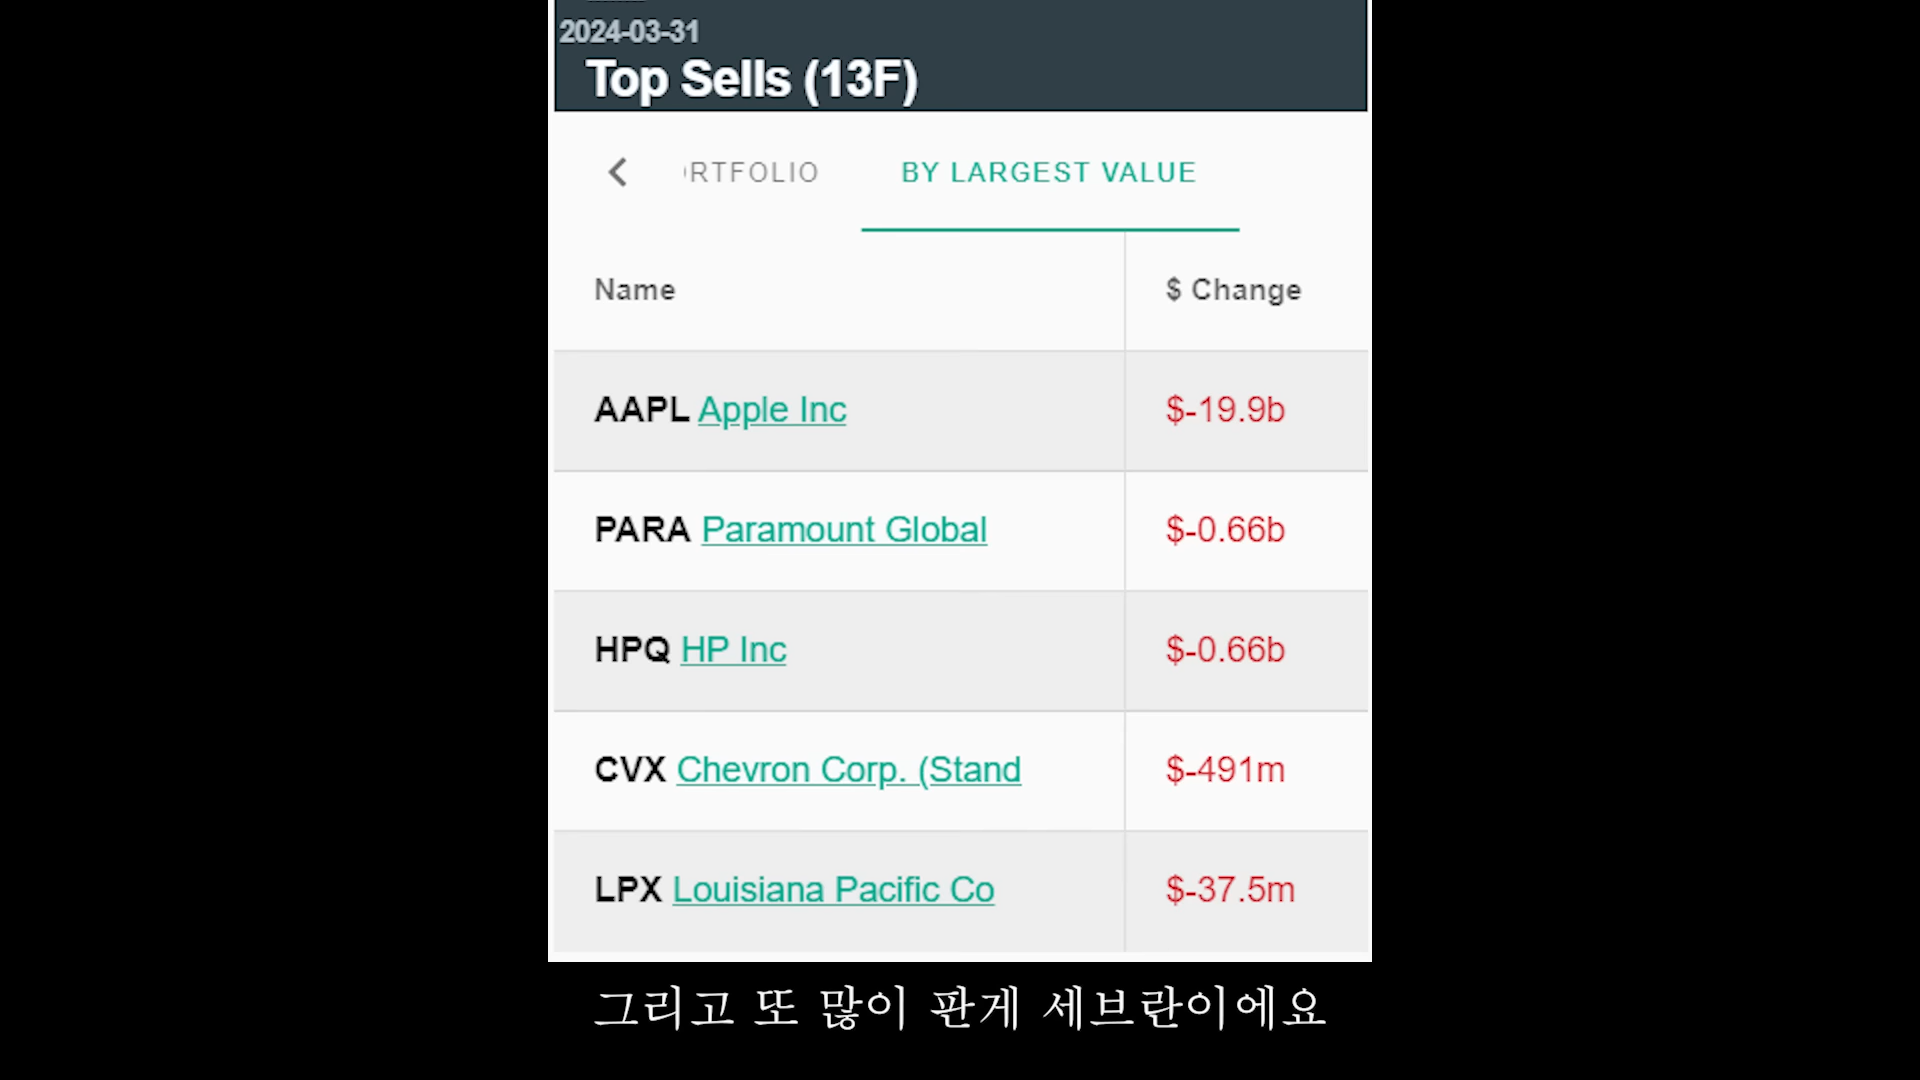 2024-03-31
Top Sells (13F)
RTFOLIO BY LARGEST VALUE
Name $ Change
AAPL Apple Inc $-19.9b
PARA Paramount Global $-0.66b
HPQ HP Inc $-0.66b
CVX Chevron Corp. (Stand $-491m
LPX Louisiana Pacific Co $-37.5m
그리고 또 많이 판게 세브란이에요